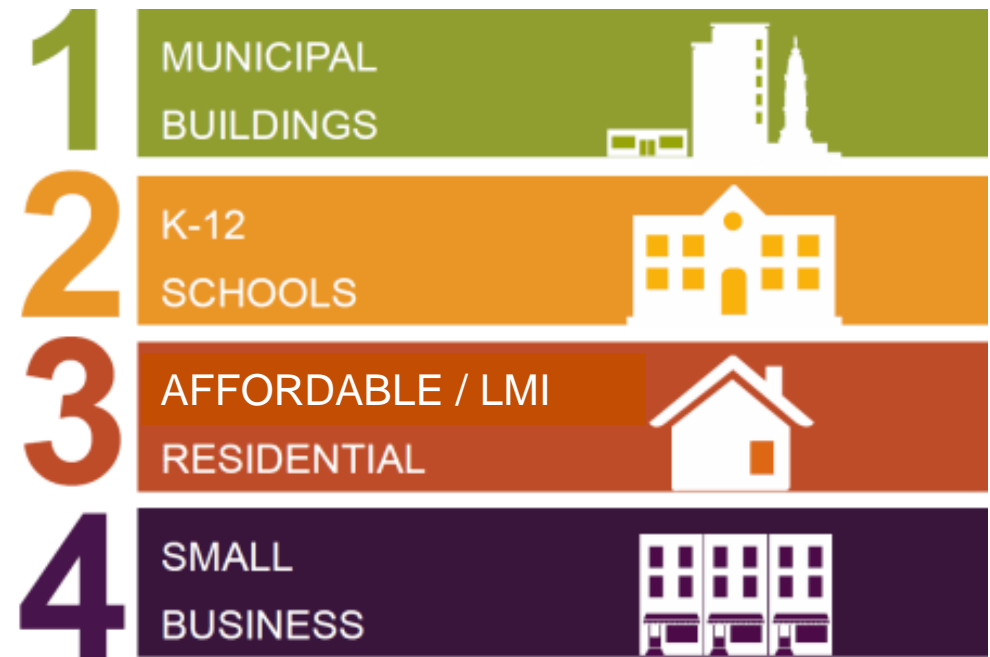 1
MUNICIPAL
BUILDINGS
2
K-12
SCHOOLS
3
AFFORDABLE / LMI
RESIDENTIAL
4
SMALL
BUSINESS